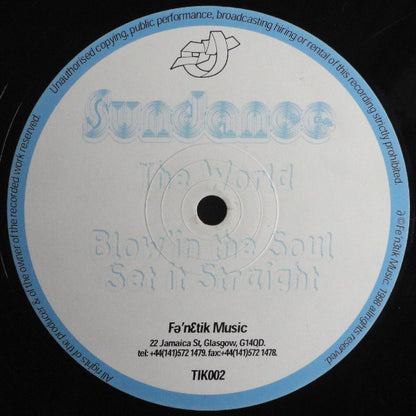 Unauthorised copying, public performance, broadcasting hiring or rental of this recording strictly prohibited.
Sundance
The World
Blow'in the Soul
Set it Straight
Fə'nƐtik Music
22 Jamaica St, Glasgow, G14QD.
tel: +44(141)572 1479. fax:+44(141)572 1478.
TIK002
All rights of the producer & of the owner of the recorded work reserved.
∂ © Fe'nƐtik Music 1998 allrights reserved.